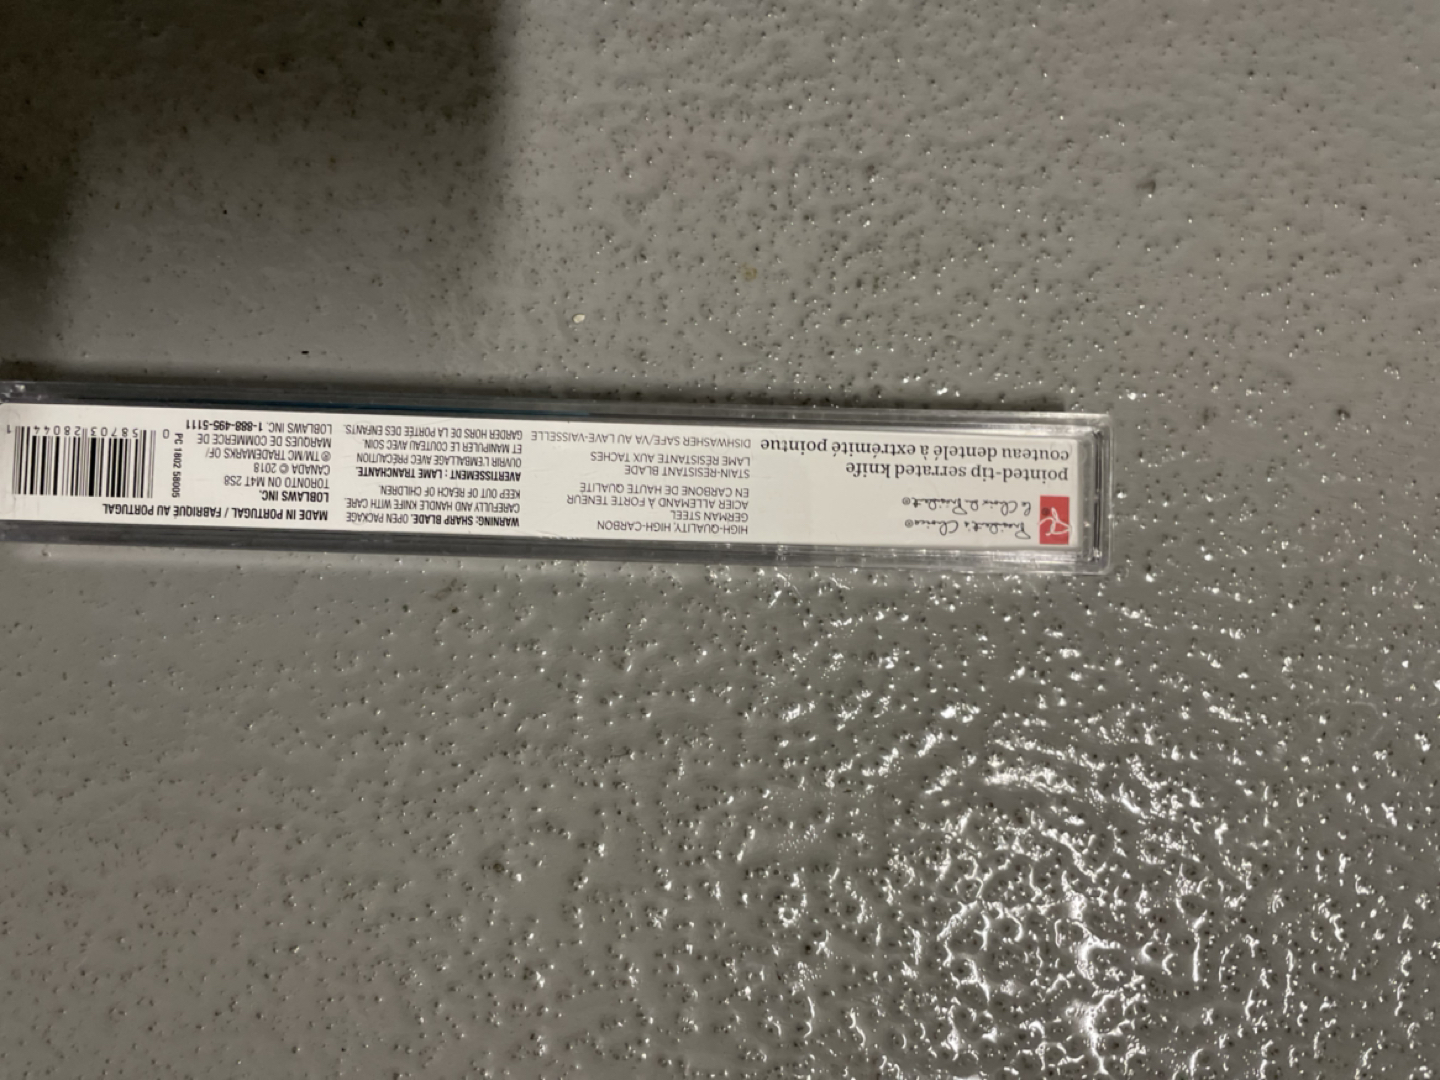 President's Choice®
le Choix du Président®
pointed-tip serrated knife
couteau dentelé à extrémité pointue
HIGH-QUALITY, HIGH-CARBON
GERMAN STEEL
ACIER ALLEMAND À FORTE TENEUR
EN CARBONE DE HAUTE QUALITÉ
STAIN-RESISTANT BLADE
LAME RÉSISTANTE AUX TACHES
DISHWASHER SAFE/VA AU LAVE-VAISSELLE
WARNING: SHARP BLADE. OPEN PACKAGE
CAREFULLY AND HANDLE KNIFE WITH CARE.
KEEP OUT OF REACH OF CHILDREN.
AVERTISSEMENT : LAME TRANCHANTE.
OUVRIR L'EMBALLAGE AVEC PRÉCAUTION
ET MANIPULER LE COUTEAU AVEC SOIN.
GARDER HORS DE LA PORTÉE DES ENFANTS.
MADE IN PORTUGAL / FABRIQUÉ AU PORTUGAL
LOBLAWS INC.
TORONTO ON M4T 2S8
CANADA © 2018
®/TM/MC TRADEMARKS OF/
MARQUES DE COMMERCE DE
LOBLAWS INC. 1-888-495-5111
PC 11802 58005
0 58703 28044 1